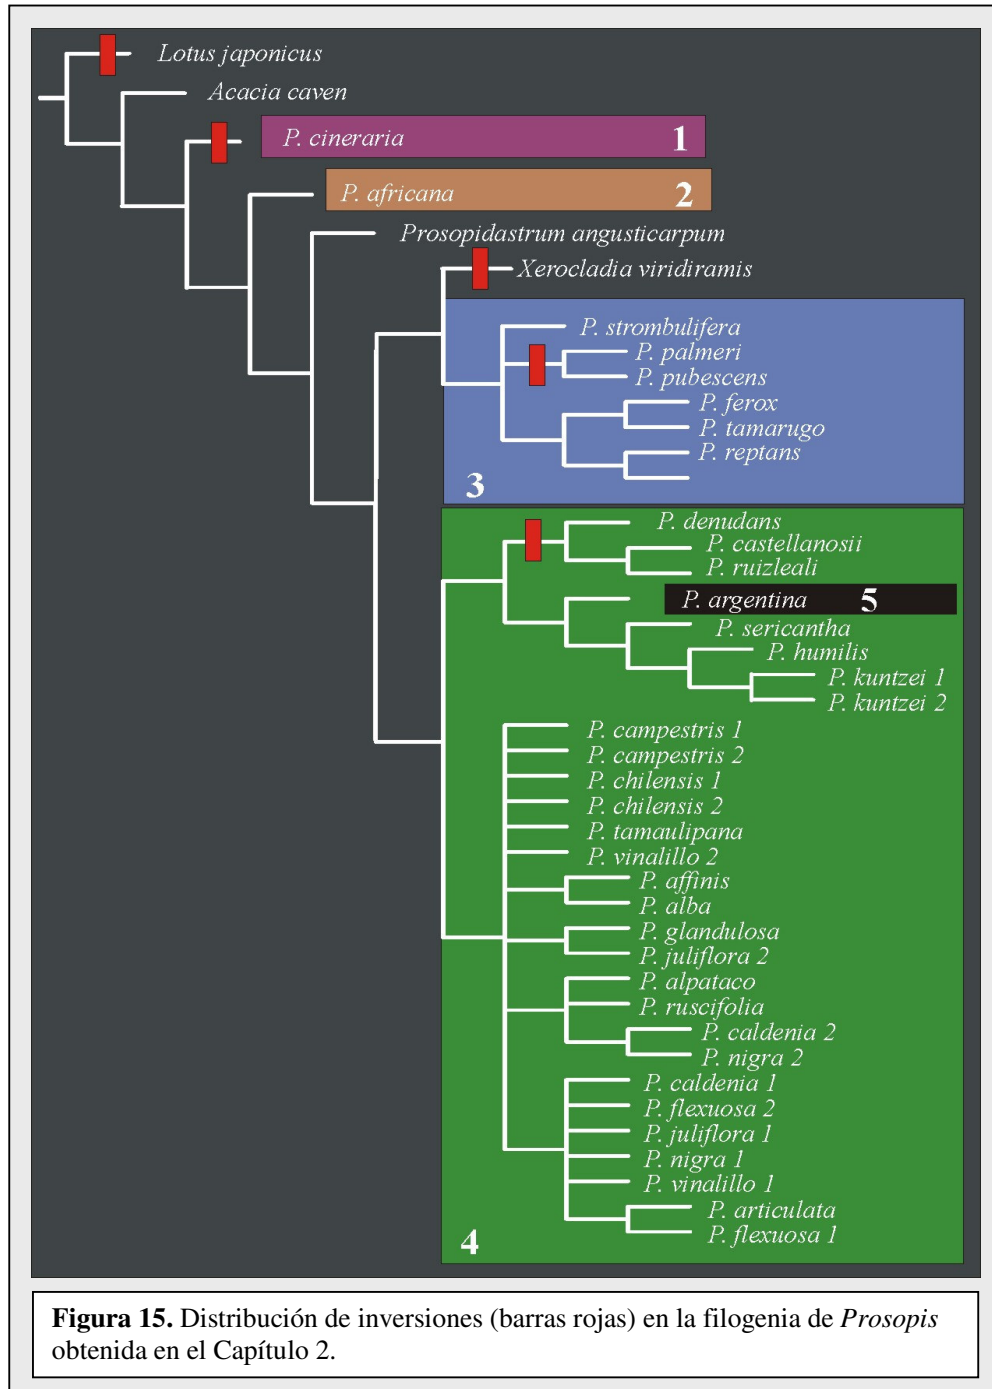 Lotus japonicus
Acacia caven
P. cineraria 1
P. africana 2
Prosopidastrum angusticarpum
Xerocladia viridiramis
P. strombulifera
P. palmeri
P. pubescens
P. ferox
P. tamarugo
P. reptans
3
P. denudans
P. castellanosii
P. ruizleali
P. argentina 5
P. sericantha
P. humilis
P. kuntzei 1
P. kuntzei 2
P. campestris 1
P. campestris 2
P. chilensis 1
P. chilensis 2
P. tamaulipana
P. vinalillo 2
P. affinis
P. alba
P. glandulosa
P. juliflora 2
P. alpataco
P. ruscifolia
P. caldenia 2
P. nigra 2
P. caldenia 1
P. flexuosa 2
P. juliflora 1
P. nigra 1
P. vinalillo 1
P. articulata
P. flexuosa 1
4
Figura 15. Distribución de inversiones (barras rojas) en la filogenia de Prosopis
obtenida en el Capítulo 2.